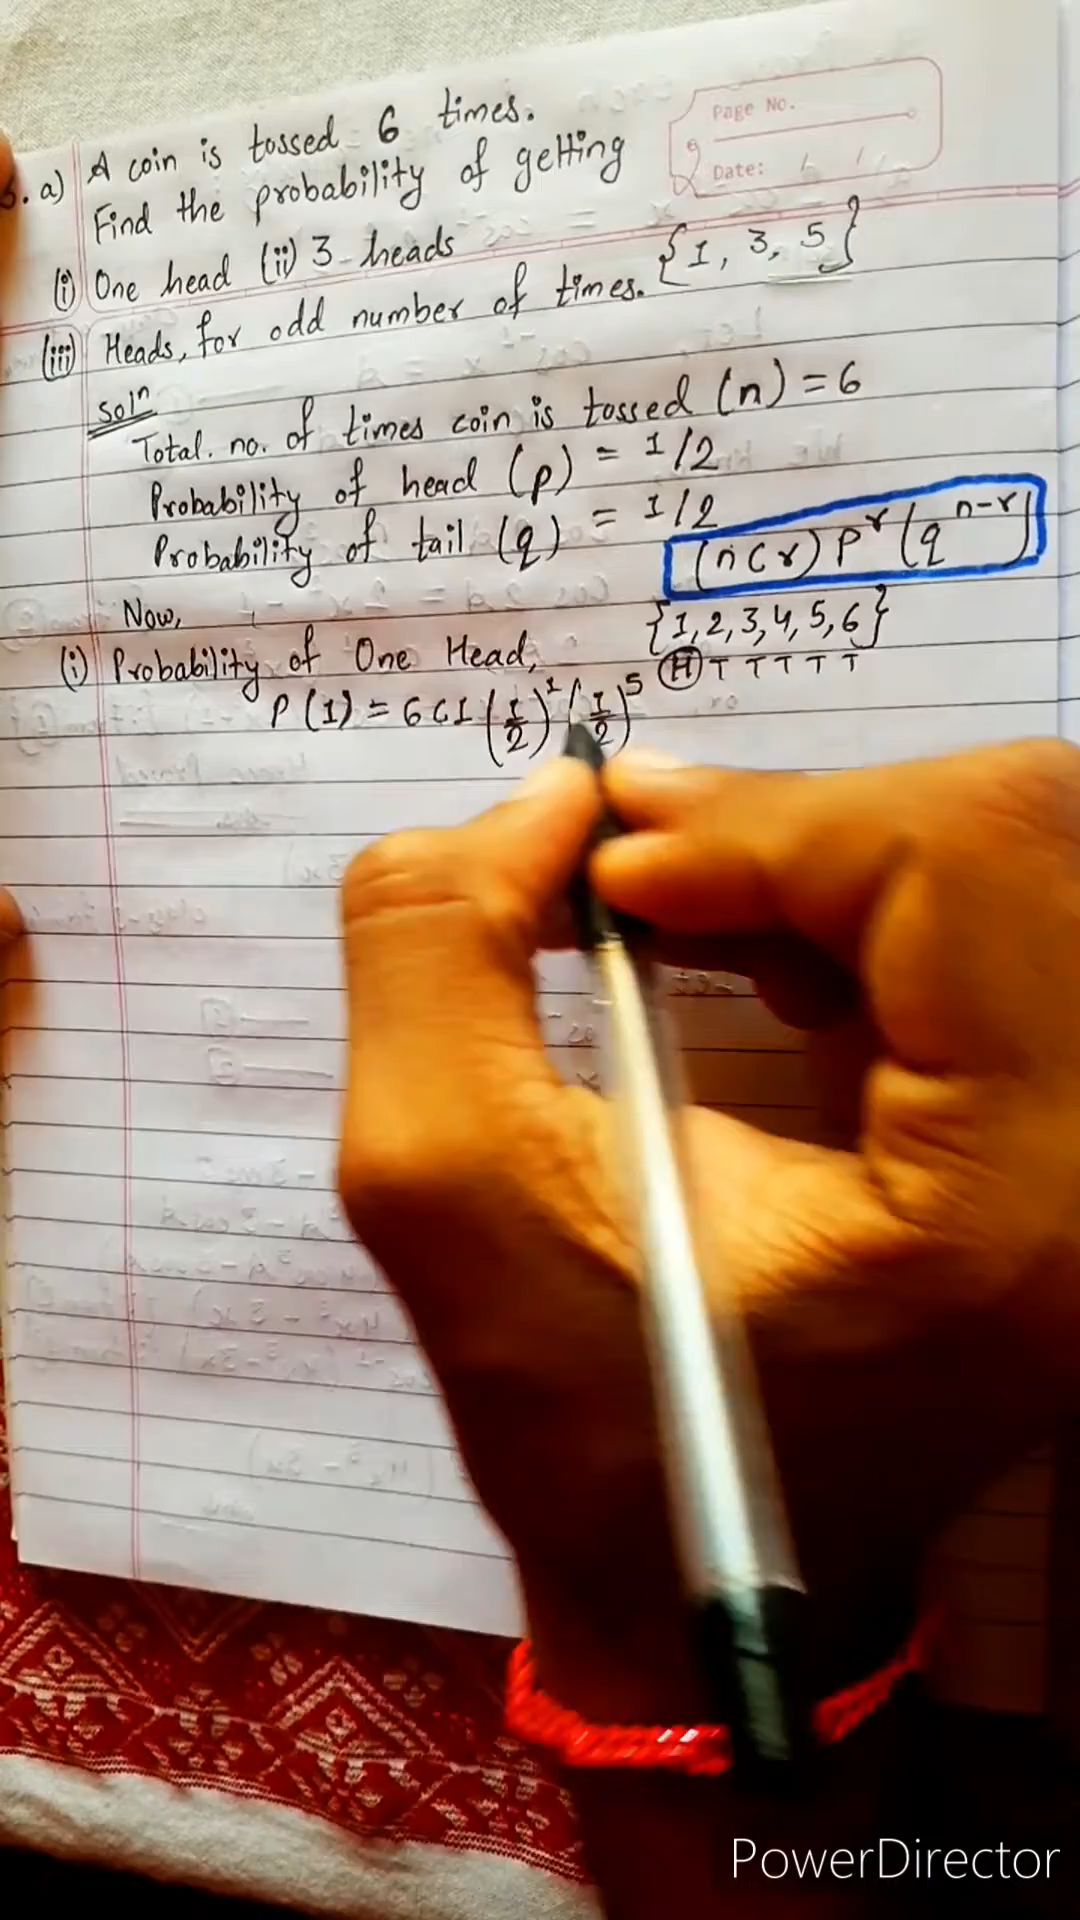 Page No.
Date:
a) A coin is tossed 6 times.
Find the probability of getting
(i) One head (ii) 3 heads
{1, 3, 5}
(iii) Heads, for odd number of times.
Soln
Total. no. of times coin is tossed (n) = 6
Probability of head (p) = 1/2
Probability of tail (q) = 1/2
(nCr) P^r (q^n-r)
Now,
{1,2,3,4,5,6}
(i) Probability of One Head,
H T T T T T
P(1) = 6C1 (1/2)^1 (1/2)^5
PowerDirector